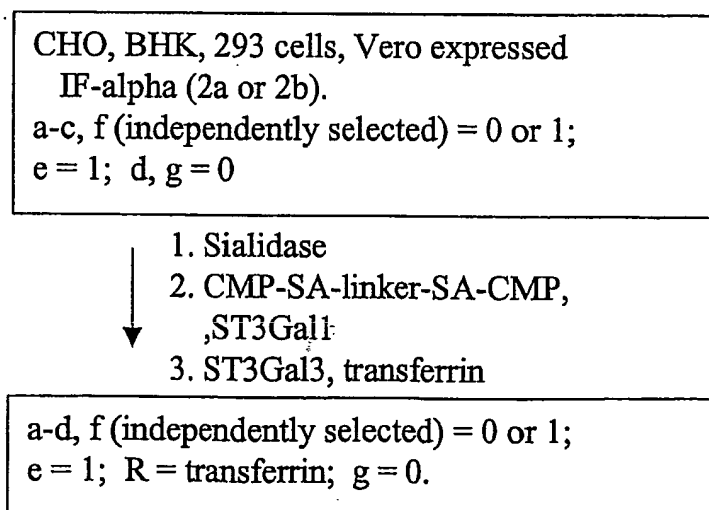 CHO, BHK, 293 cells, Vero expressed
IF-alpha (2a or 2b).
a-c, f (independently selected) = 0 or 1;
e = 1; d, g = 0
1. Sialidase
2. CMP-SA-linker-SA-CMP,
,ST3Gal1
3. ST3Gal3, transferrin
a-d, f (independently selected) = 0 or 1;
e = 1; R = transferrin; g = 0.